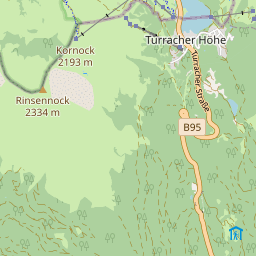 Turracher Höhe
Kornock
2193 m
Rinsennock
2334 m
Turracher Straße
B95